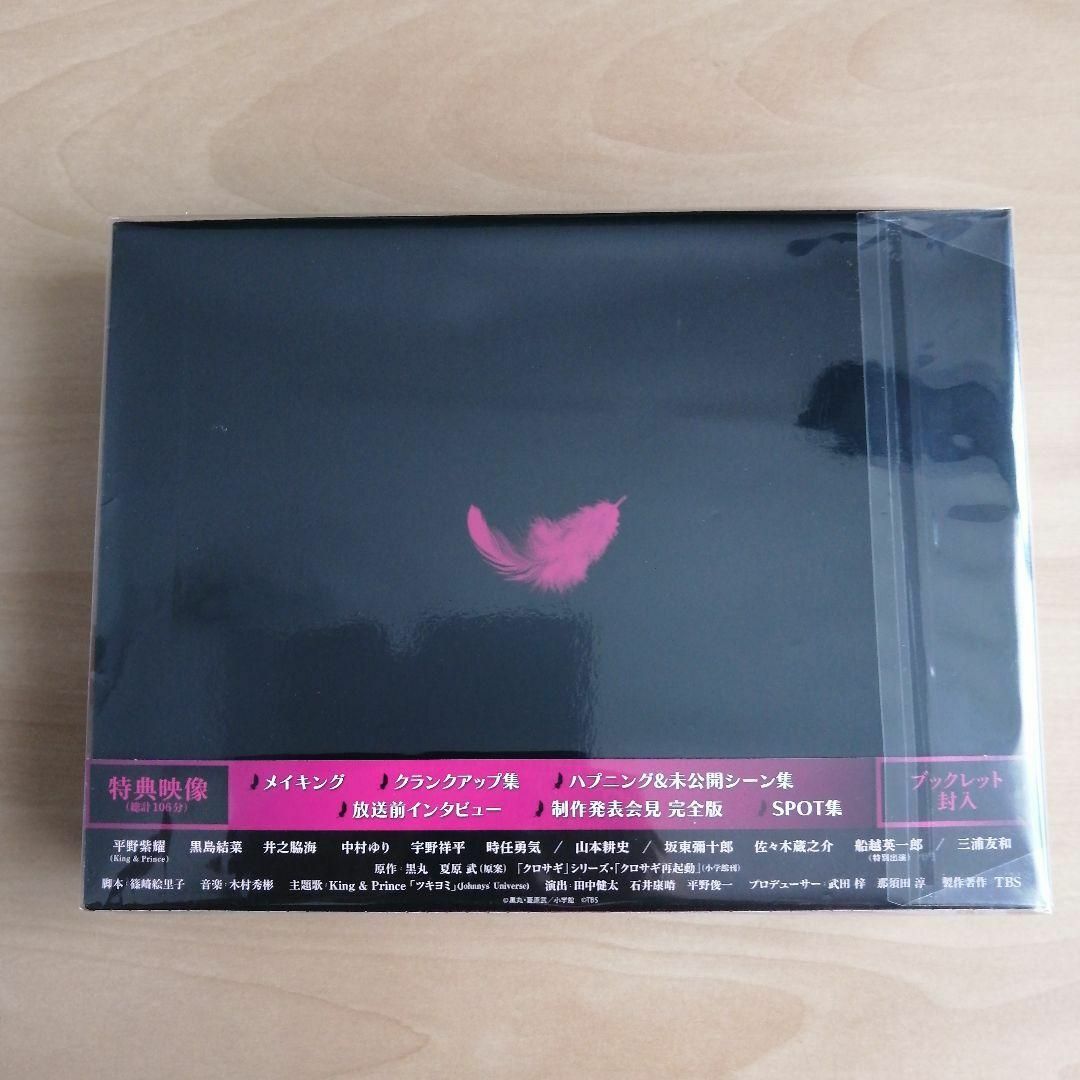 特典映像
(総計106分)
メイキング クランクアップ集 ハプニング&未公開シーン集
放送前インタビュー 制作発表会見 完全版 SPOT集
ブックレット
封入
平野紫耀 黒島結菜 井之脇海 中村ゆり 宇野祥平 時任勇気 / 山本耕史 / 坂東彌十郎 佐々木蔵之介 船越英一郎 / 三浦友和
(King & Prince) (特別出演)
原作:黒丸 夏原 武(原案) 「クロサギ」シリーズ・「クロサギ再起動」(小学館刊)
脚本:篠﨑絵里子 音楽:木村秀彬 主題歌:King & Prince「ツキヨミ」(Johnnys' Universe) 演出:田中健太 石井康晴 平野俊一 プロデューサー:武田 梓 那須田 淳 製作著作 TBS
©黒丸・夏原武/小学館 ©TBS